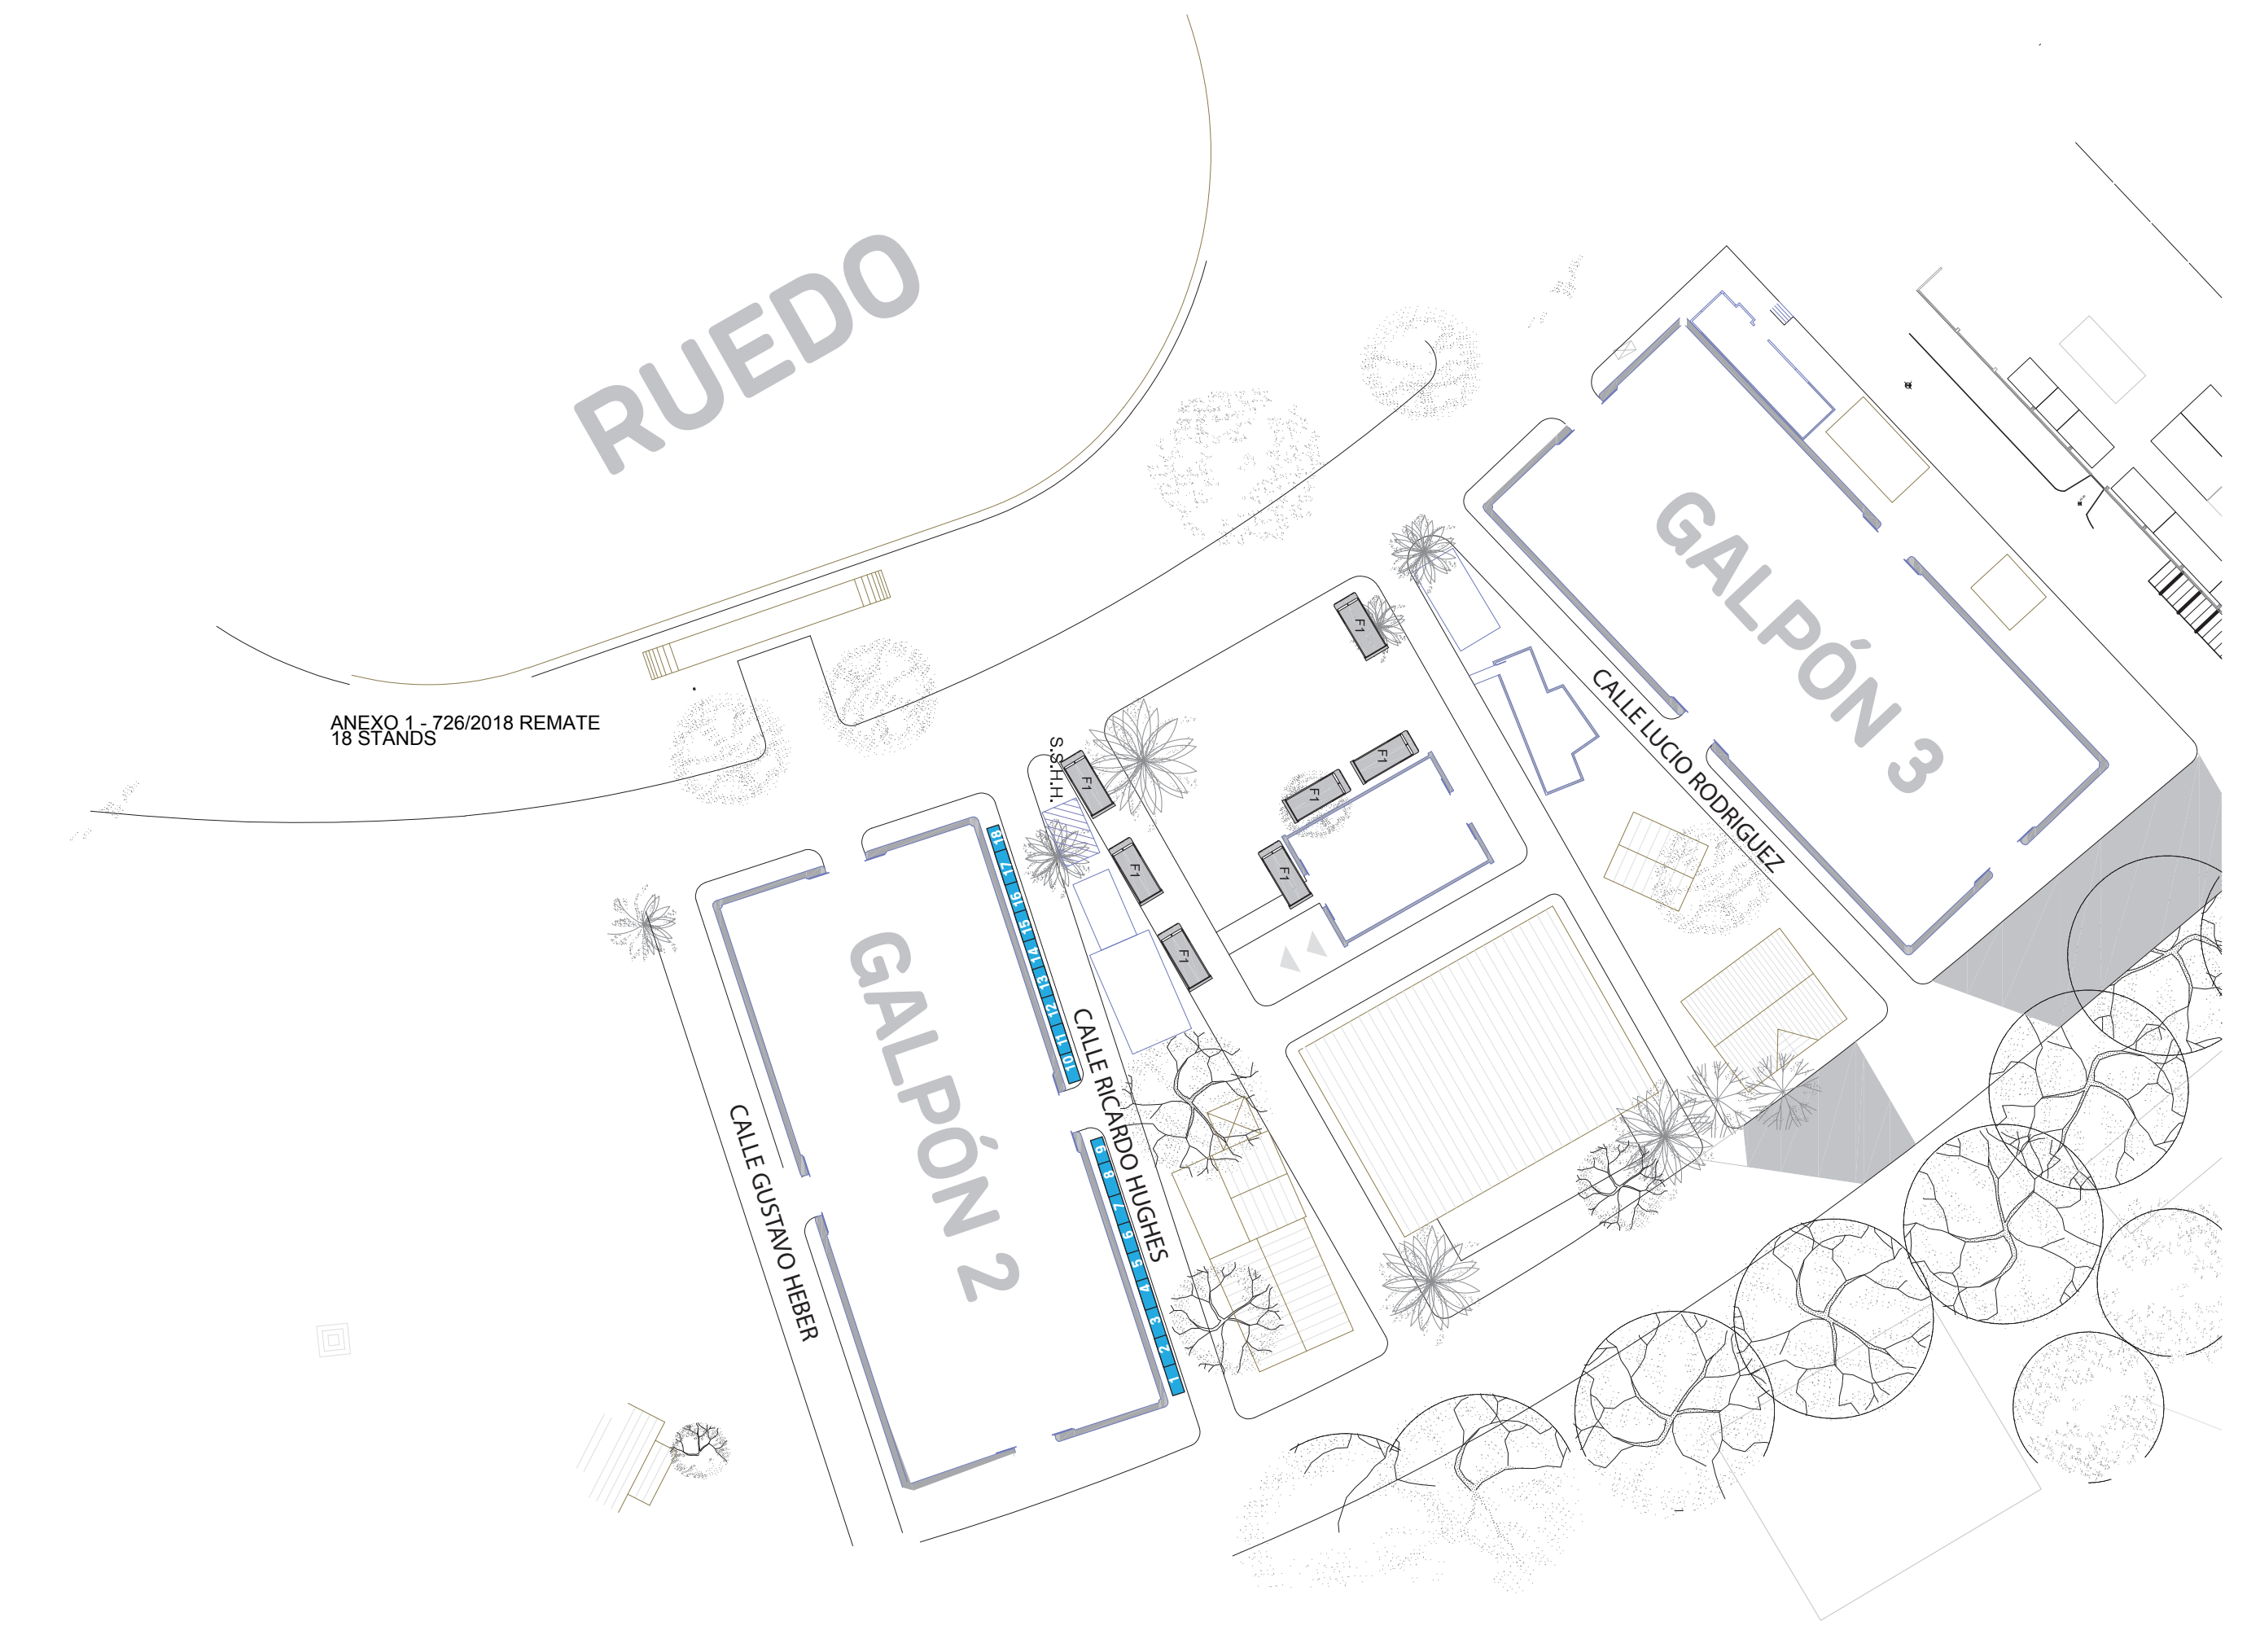 RUEDO
GALPÓN 3
F1
ANEXO 1 - 726/2018 REMATE
18 STANDS
S.S.H.H.
F1
F1
F1
F1
F1
F1
CALLE LUCIO RODRIGUEZ
18
17
16
15
14
13
12
11
10
GALPÓN 2
CALLE RICARDO HUGHES
CALLE GUSTAVO HEBER
9
8
7
6
5
4
3
2
1